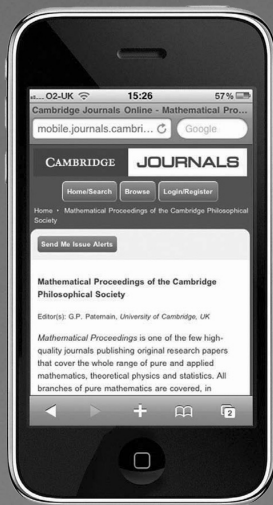 O2-UK 15:26 57%
Cambridge Journals Online - Mathematical Pro...
mobile.journals.cambri... Google
CAMBRIDGE JOURNALS
Home/Search Browse Login/Register
Home › Mathematical Proceedings of the Cambridge Philosophical
Society
Send Me Issue Alerts
Mathematical Proceedings of the Cambridge
Philosophical Society
Editor(s): G.P. Paternain, University of Cambridge, UK
Mathematical Proceedings is one of the few high-
quality journals publishing original research papers
that cover the whole range of pure and applied
mathematics, theoretical physics and statistics. All
branches of pure mathematics are covered, in
2